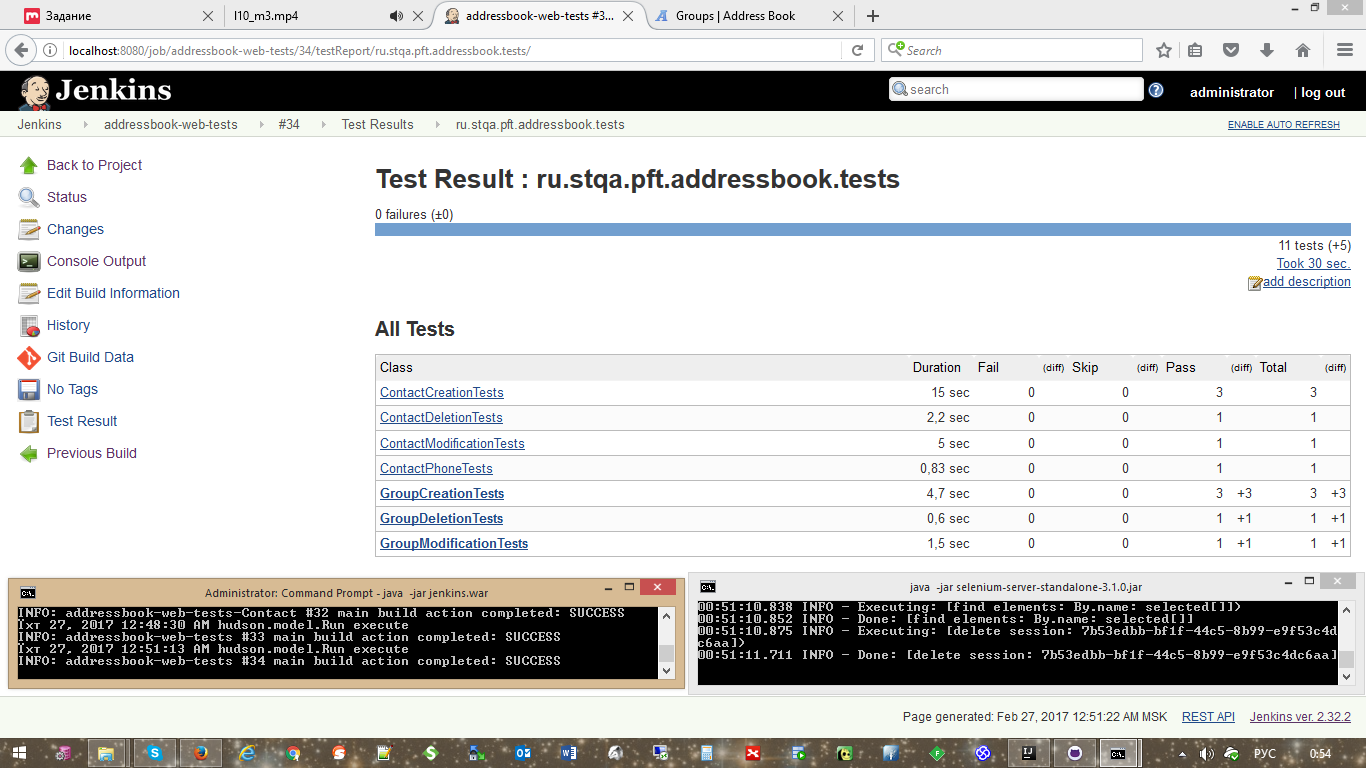 Задание
l10_m3.mp4
addressbook-web-tests #3...
Groups | Address Book
localhost:8080/job/addressbook-web-tests/34/testReport/ru.stqa.pft.addressbook.tests/
Search
Jenkins
search
administrator
| log out
Jenkins
addressbook-web-tests
#34
Test Results
ru.stqa.pft.addressbook.tests
ENABLE AUTO REFRESH
Back to Project
Status
Changes
Console Output
Edit Build Information
History
Git Build Data
No Tags
Test Result
Previous Build
Test Result : ru.stqa.pft.addressbook.tests
0 failures (±0)
11 tests (+5)
Took 30 sec.
add description
All Tests
Class Duration Fail (diff) Skip (diff) Pass (diff) Total (diff)
ContactCreationTests 15 sec 0 0 3 3
ContactDeletionTests 2,2 sec 0 0 1 1
ContactModificationTests 5 sec 0 0 1 1
ContactPhoneTests 0,83 sec 0 0 1 1
GroupCreationTests 4,7 sec 0 0 3 +3 3 +3
GroupDeletionTests 0,6 sec 0 0 1 +1 1 +1
GroupModificationTests 1,5 sec 0 0 1 +1 1 +1
Administrator: Command Prompt - java -jar jenkins.war
INFO: addressbook-web-tests-Contact #32 main build action completed: SUCCESS
Їхт 27, 2017 12:48:30 AM hudson.model.Run execute
INFO: addressbook-web-tests #33 main build action completed: SUCCESS
Їхт 27, 2017 12:51:13 AM hudson.model.Run execute
INFO: addressbook-web-tests #34 main build action completed: SUCCESS
java -jar selenium-server-standalone-3.1.0.jar
00:51:10.838 INFO - Executing: [find elements: By.name: selected[]])
00:51:10.852 INFO - Done: [find elements: By.name: selected[]]
00:51:10.875 INFO - Executing: [delete session: 7b53edbb-bf1f-44c5-8b99-e9f53c4d
c6aa])
00:51:11.711 INFO - Done: [delete session: 7b53edbb-bf1f-44c5-8b99-e9f53c4dc6aa]
Page generated: Feb 27, 2017 12:51:22 AM MSK
REST API
Jenkins ver. 2.32.2
РУС
0:54